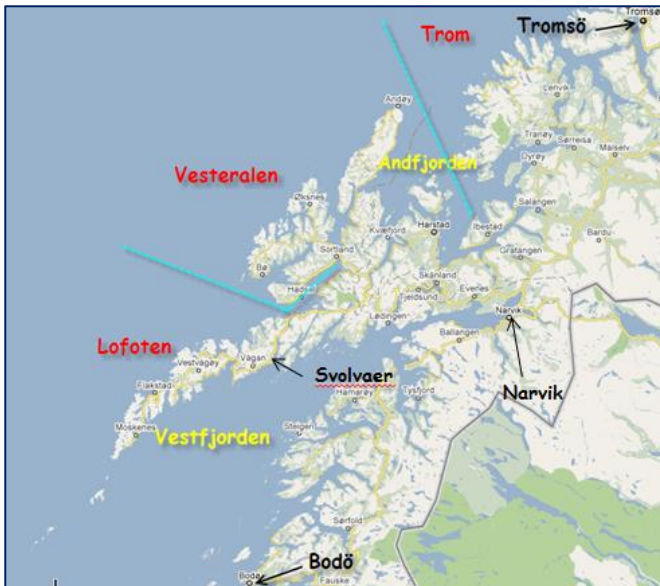 Tromsø
Tromsö
Trom
Andøy
Lenvik
Tranøy
Sørreisa
Målselv
Andfjorden
Dyrøy
Vesteralen
Øksnes
Salangen
Ibestad
Bardu
Kvæfjord
Harstad
Gratangen
Sortland
Bø
Skånland
Hadsel
Tjeldsund
Evenes
Lødingen
Narvik
Ballangen
Lofoten
Vågan
Svolvaer
Vestvågøy
Flakstad
Hamarøy
Tysfjord
Narvik
Moskenes
Vestfjorden
Steigen
Sørfold
Bodö
Bodø
Fauske